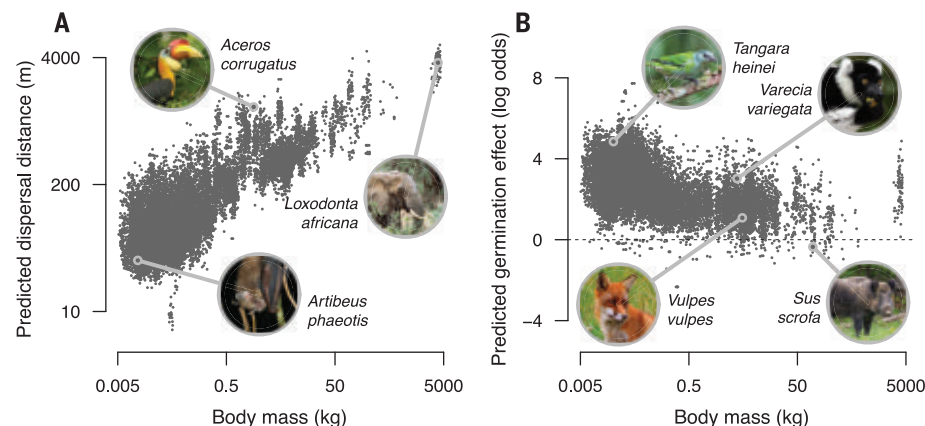 A
Aceros
corrugatus
Predicted dispersal distance (m)
4000
200
10
Loxodonta
africana
Artibeus
phaeotis
0.005
0.5
50
5000
Body mass (kg)
B
Tangara
heinei
Varecia
variegata
Predicted germination effect (log odds)
8
4
0
−4
Vulpes
vulpes
Sus
scrofa
0.005
0.5
50
5000
Body mass (kg)